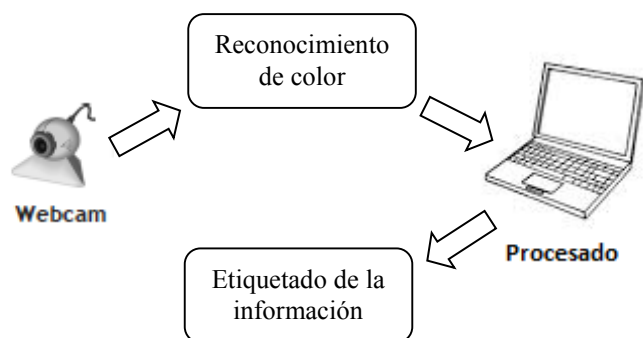 Reconocimiento
de color
Webcam
Procesado
Etiquetado de la
información